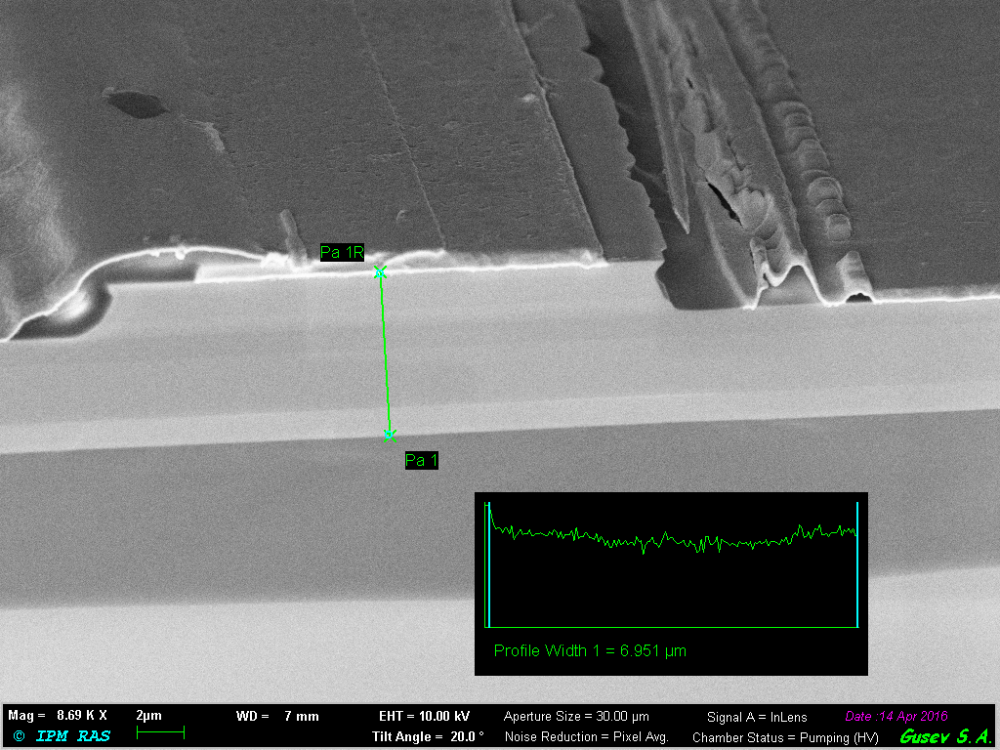 Pa 1R
Pa 1
Profile Width 1 = 6.951 µm
Mag = 8.69 K X 2µm WD = 7 mm EHT = 10.00 kV Aperture Size = 30.00 µm Signal A = InLens Date :14 Apr 2016
© IPM RAS Tilt Angle = 20.0 ° Noise Reduction = Pixel Avg. Chamber Status = Pumping (HV) Gusev S. A.